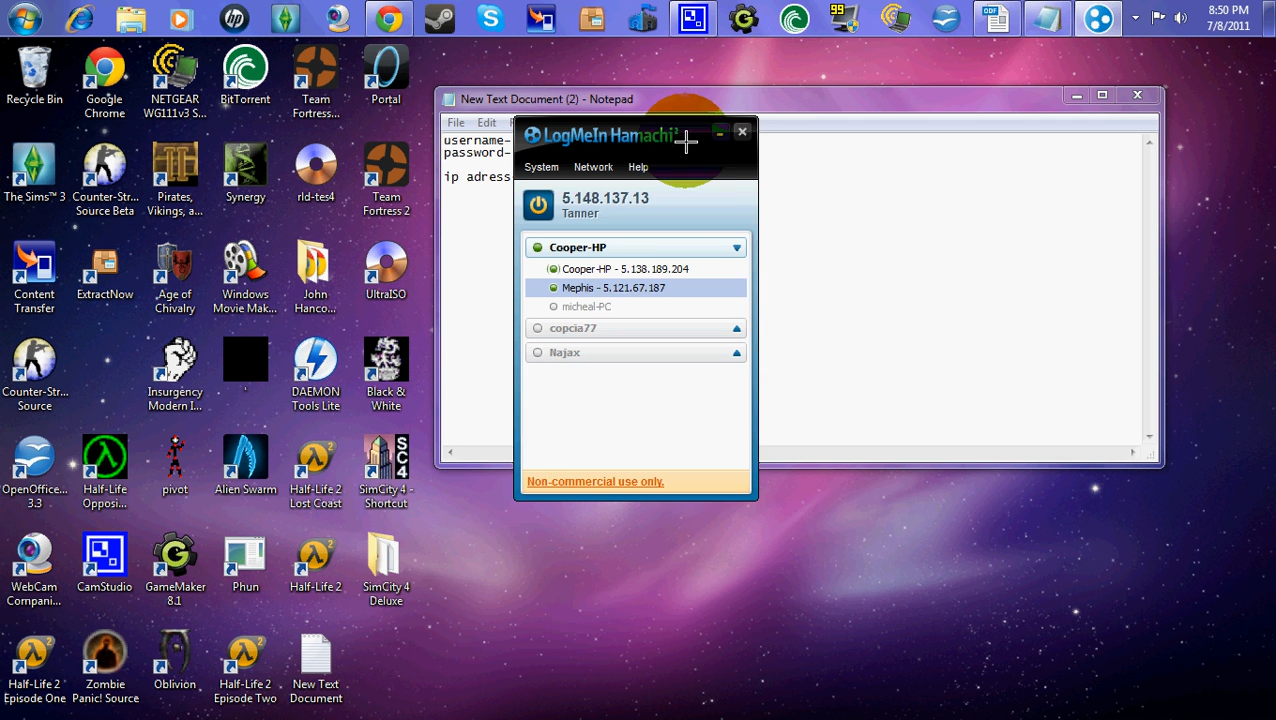 8:50 PM
7/8/2011
99
Recycle Bin
Google
Chrome
NETGEAR
WG111v3 S...
BitTorrent
Team
Fortress...
Portal
The Sims™ 3
Counter-Str...
Source Beta
Pirates,
Vikings, a...
Synergy
rld-tes4
Team
Fortress 2
Content
Transfer
ExtractNow
Age of
Chivalry
Windows
Movie Mak...
John
Hanco...
UltraISO
Counter-Str...
Source
Insurgency
Modern I...
DAEMON
Tools Lite
Black &
White
OpenOffice...
3.3
Half-Life
Opposi...
pivot
Alien Swarm
Half-Life 2
Lost Coast
SimCity 4 -
Shortcut
WebCam
Compani...
CamStudio
GameMaker
8.1
Phun
Half-Life 2
SimCity 4
Deluxe
Half-Life 2
Episode One
Zombie
Panic! Source
Oblivion
Half-Life 2
Episode Two
New Text
Document
New Text Document (2) - Notepad
File Edit
username-
password-
ip adress
LogMeIn Hamachi²
System Network Help
5.148.137.13
Tanner
Cooper-HP
Cooper-HP - 5.138.189.204
Mephis - 5.121.67.187
micheal-PC
copcia77
Najax
Non-commercial use only.